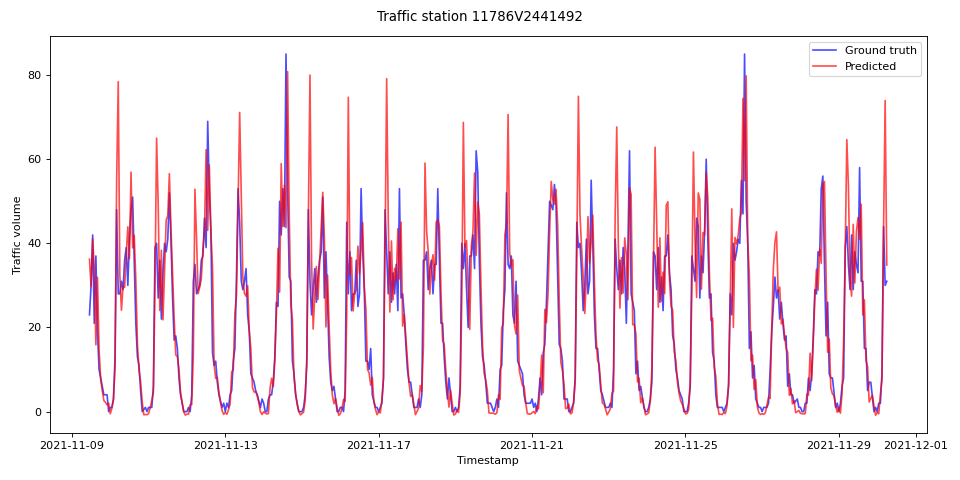 Traffic station 11786V2441492
Ground truth
Predicted
Traffic volume
80
60
40
20
0
2021-11-09
2021-11-13
2021-11-17
2021-11-21
2021-11-25
2021-11-29
2021-12-01
Timestamp